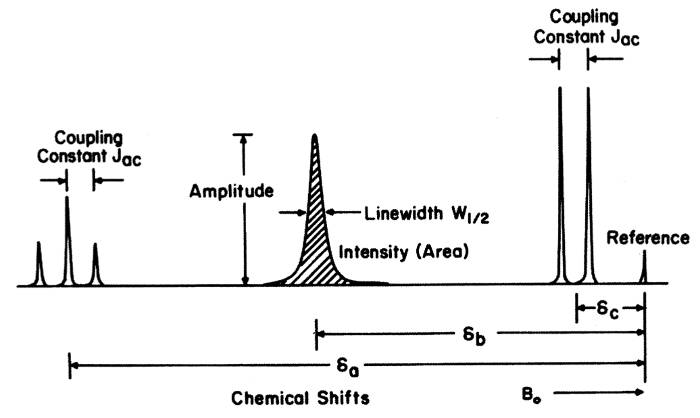 Coupling
Constant Jac
Coupling
Constant Jac
Amplitude
Linewidth W1/2
Intensity (Area)
Reference
δc
δb
δa
Chemical Shifts
Bo